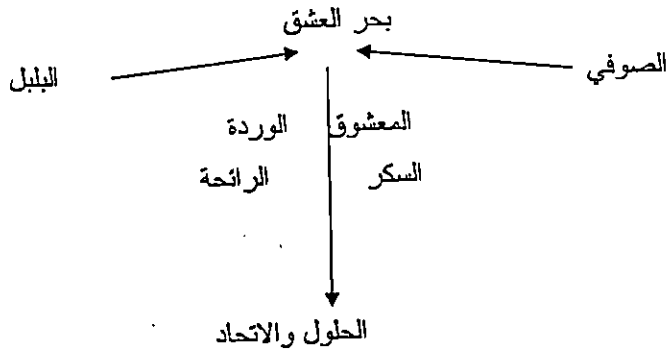 بحر العشق
الصوفي
البلبل
المعشوق الوردة
السكر الرائحة
الحلول والاتحاد